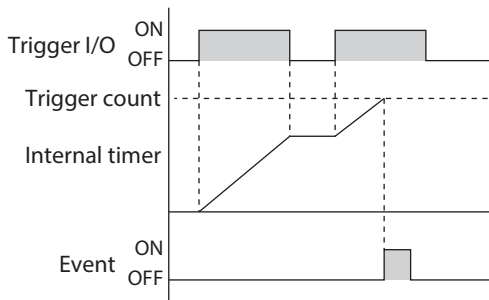 ON
Trigger I/O
OFF
Trigger count
Internal timer
ON
Event
OFF